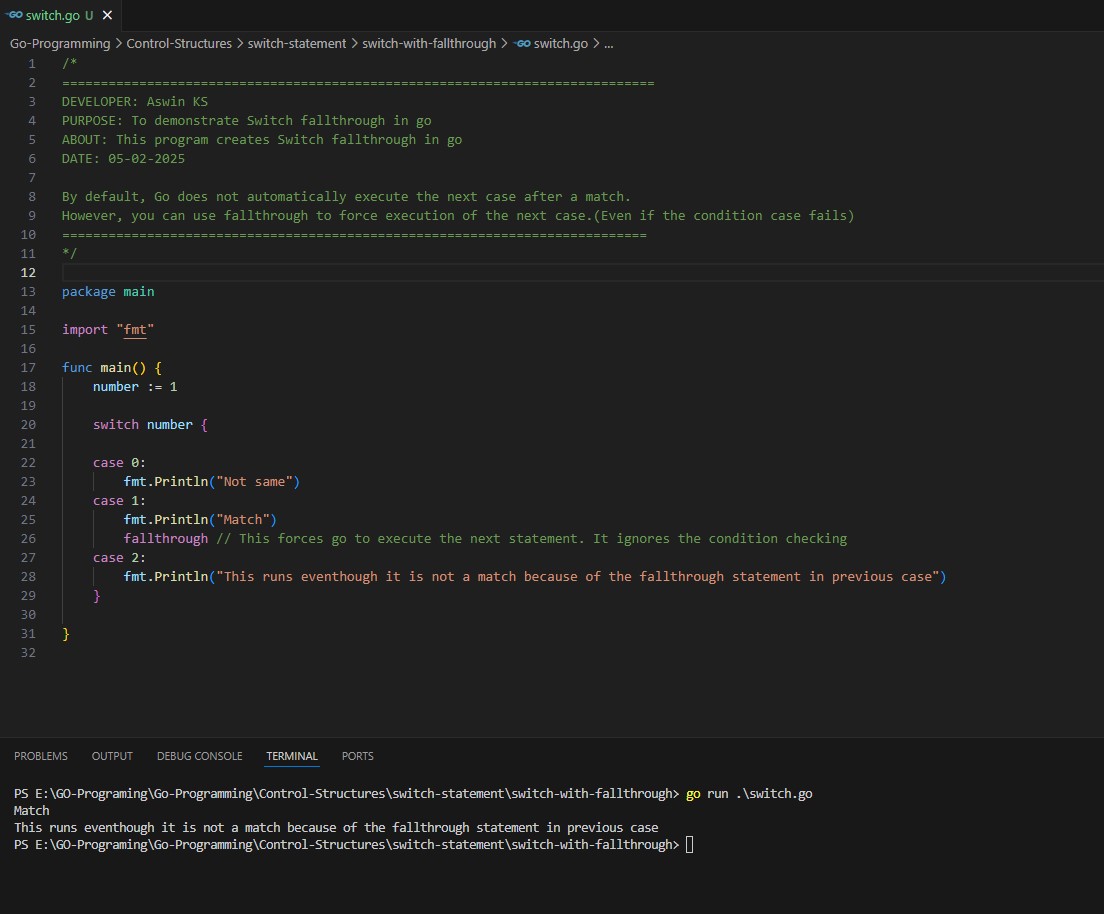 GO switch.go U ×
Go-Programming > Control-Structures > switch-statement > switch-with-fallthrough > GO switch.go > ...
1 /*
2 =============================================================================
3 DEVELOPER: Aswin KS
4 PURPOSE: To demonstrate Switch fallthrough in go
5 ABOUT: This program creates Switch fallthrough in go
6 DATE: 05-02-2025
7
8 By default, Go does not automatically execute the next case after a match.
9 However, you can use fallthrough to force execution of the next case.(Even if the condition case fails)
10 ============================================================================
11 */
12
13 package main
14
15 import "fmt"
16
17 func main() {
18     number := 1
19
20     switch number {
21
22     case 0:
23         fmt.Println("Not same")
24     case 1:
25         fmt.Println("Match")
26         fallthrough // This forces go to execute the next statement. It ignores the condition checking
27     case 2:
28         fmt.Println("This runs eventhough it is not a match because of the fallthrough statement in previous case")
29     }
30
31 }
32
PROBLEMS OUTPUT DEBUG CONSOLE TERMINAL PORTS
PS E:\GO-Programing\Go-Programming\Control-Structures\switch-statement\switch-with-fallthrough> go run .\switch.go
Match
This runs eventhough it is not a match because of the fallthrough statement in previous case
PS E:\GO-Programing\Go-Programming\Control-Structures\switch-statement\switch-with-fallthrough>